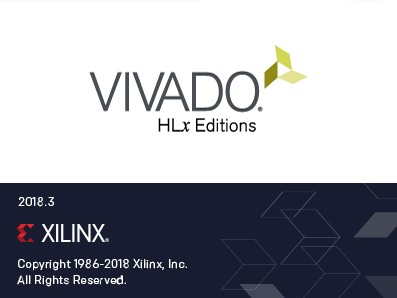 VIVADO®
HLx Editions
2018.3
XILINX®
Copyright 1986-2018 Xilinx, Inc.
All Rights Reserved.